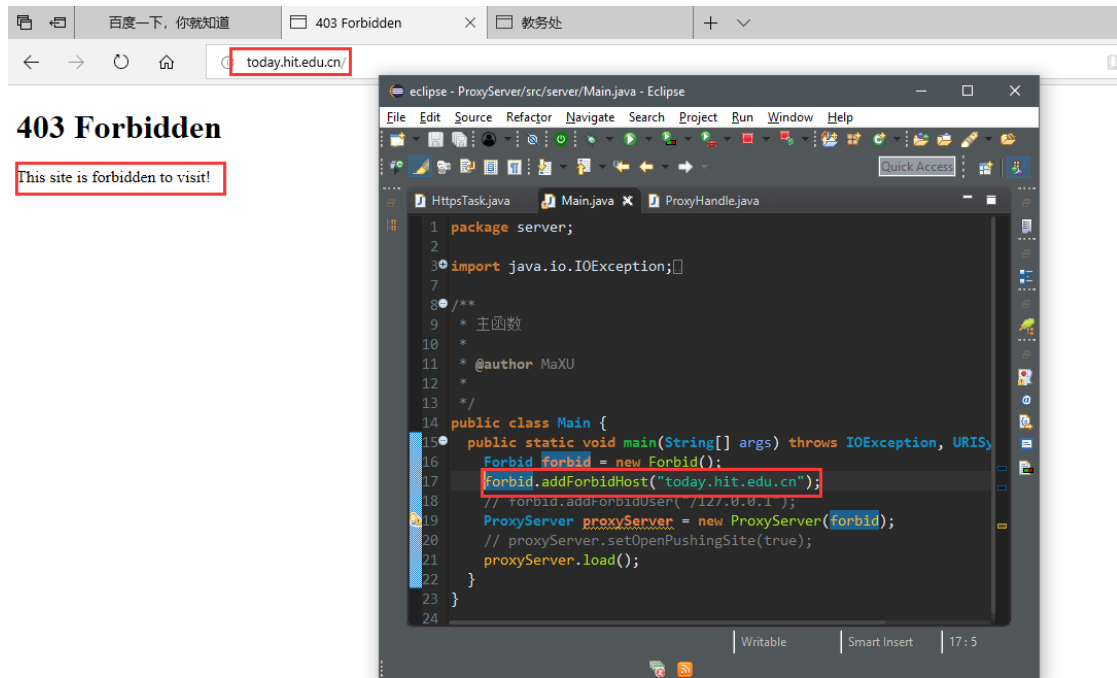 百度一下，你就知道
403 Forbidden
教务处
today.hit.edu.cn/
403 Forbidden
This site is forbidden to visit!
eclipse - ProxyServer/src/server/Main.java - Eclipse
File Edit Source Refactor Navigate Search Project Run Window Help
Quick Access
HttpsTask.java Main.java ProxyHandle.java
1 package server;
2
3 import java.io.IOException;
7
8 /**
9 * 主函数
10 *
11 * @author MaXU
12 *
13 */
14 public class Main {
15 public static void main(String[] args) throws IOException, URISy
16 Forbid forbid = new Forbid();
17 forbid.addForbidHost("today.hit.edu.cn");
18 // forbid.addForbidUser("/127.0.0.1");
19 ProxyServer proxyServer = new ProxyServer(forbid);
20 // proxyServer.setOpenPushingSite(true);
21 proxyServer.load();
22 }
23 }
24
Writable Smart Insert 17 : 5